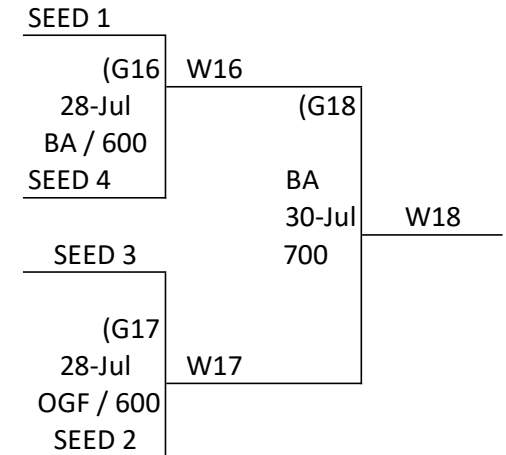 SEED 1
(G16 W16
28-Jul (G18
BA / 600
SEED 4 BA
30-Jul W18
SEED 3 700
(G17
28-Jul W17
OGF / 600
SEED 2